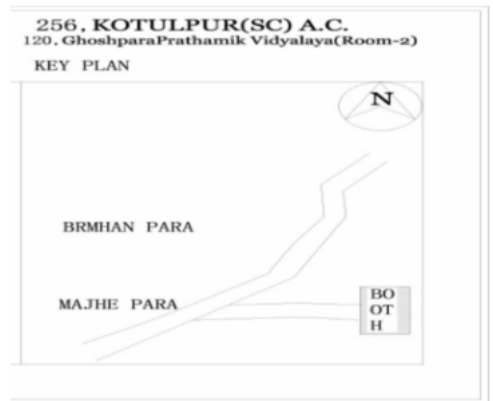 256, KOTULPUR(SC) A.C.
120, GhoshparaPrathamik Vidyalaya(Room-2)
KEY PLAN
N
BRMHAN PARA
MAJHE PARA
BO
OT
H